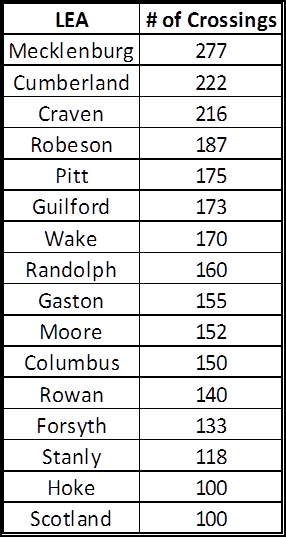 LEA # of Crossings
Mecklenburg 277
Cumberland 222
Craven 216
Robeson 187
Pitt 175
Guilford 173
Wake 170
Randolph 160
Gaston 155
Moore 152
Columbus 150
Rowan 140
Forsyth 133
Stanly 118
Hoke 100
Scotland 100